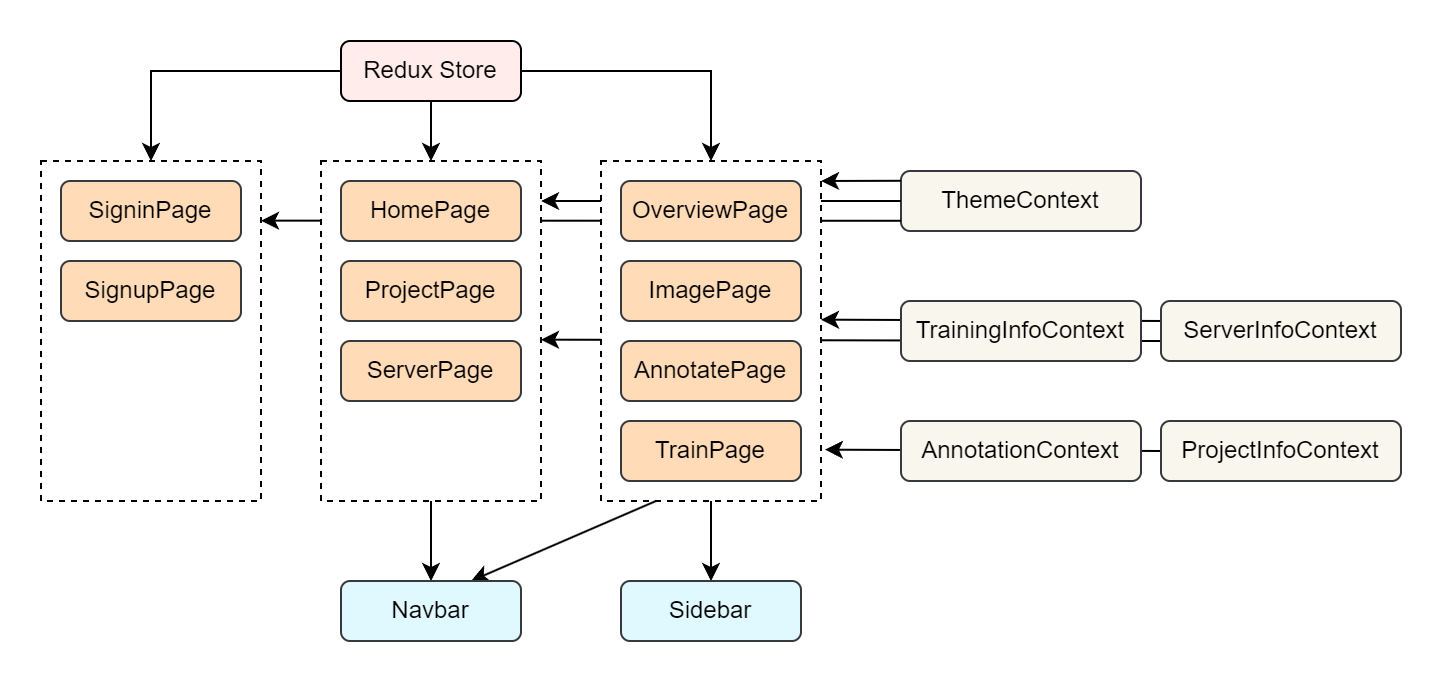 Redux Store
SigninPage
HomePage
OverviewPage
ThemeContext
SignupPage
ProjectPage
ImagePage
TrainingInfoContext
ServerInfoContext
ServerPage
AnnotatePage
TrainPage
AnnotationContext
ProjectInfoContext
Navbar
Sidebar